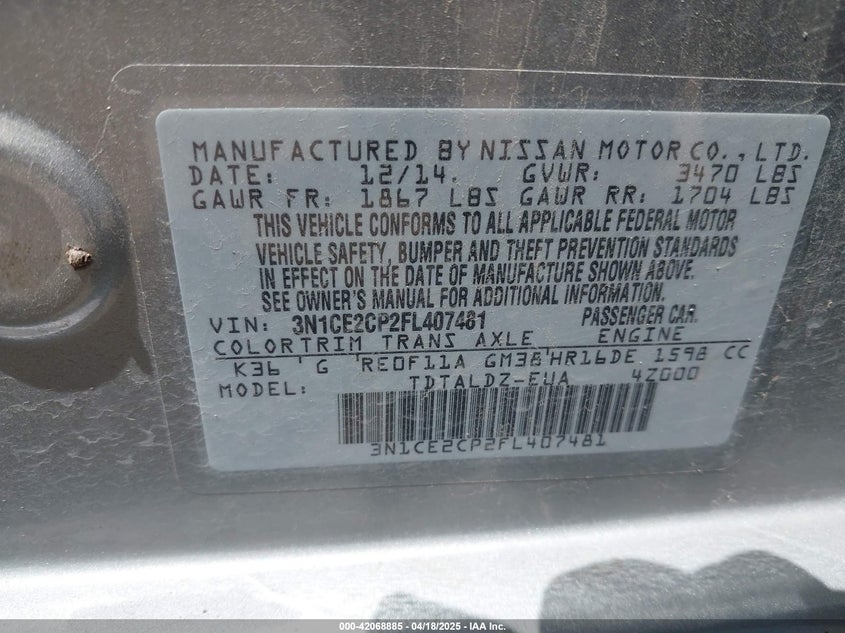 MANUFACTURED BY NISSAN MOTOR CO., LTD.
DATE: 12/14. GVWR: 3470 LBS
GAWR FR: 1867 LBS GAWR RR: 1704 LBS
THIS VEHICLE CONFORMS TO ALL APPLICABLE FEDERAL MOTOR
VEHICLE SAFETY, BUMPER AND THEFT PREVENTION STANDARDS
IN EFFECT ON THE DATE OF MANUFACTURE SHOWN ABOVE.
SEE OWNER'S MANUAL FOR ADDITIONAL INFORMATION.
VIN: 3N1CE2CP2FL407481 PASSENGER CAR.
COLOR TRIM TRANS AXLE ENGINE
K36 G RE0F11A GM38 HR16DE 1598 CC
MODEL: TDTALDZ-EUA 4Z000
3N1CE2CP2FL407481
000-42068885 - 04/18/2025 - IAA Inc.